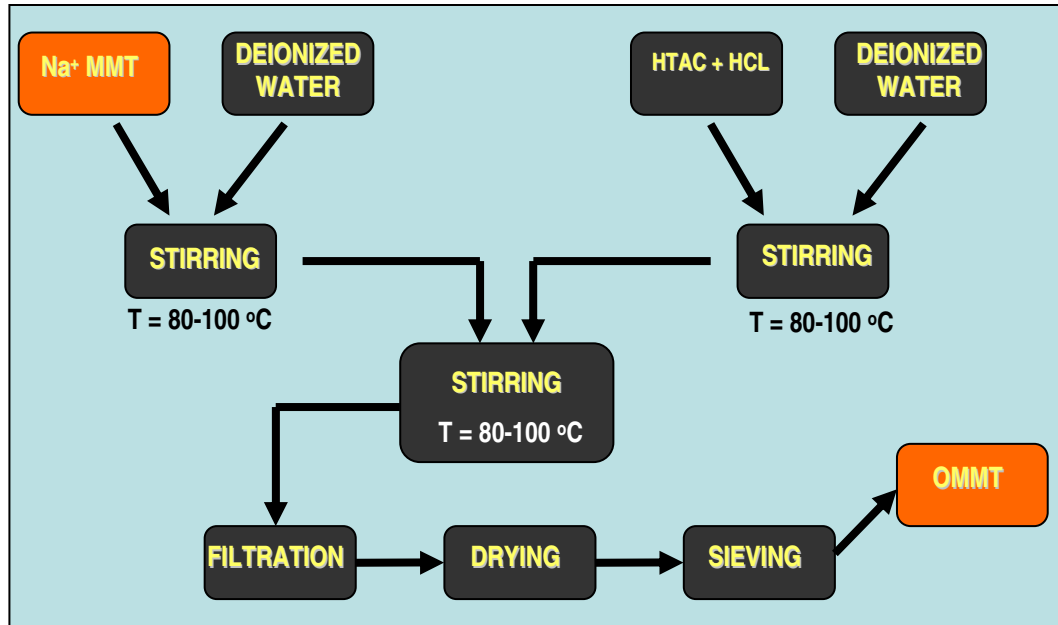 Na⁺ MMT
DEIONIZED
WATER
HTAC + HCL
DEIONIZED
WATER
STIRRING
T = 80-100 ºC
STIRRING
T = 80-100 ºC
STIRRING
T = 80-100 ºC
OMMT
FILTRATION
DRYING
SIEVING